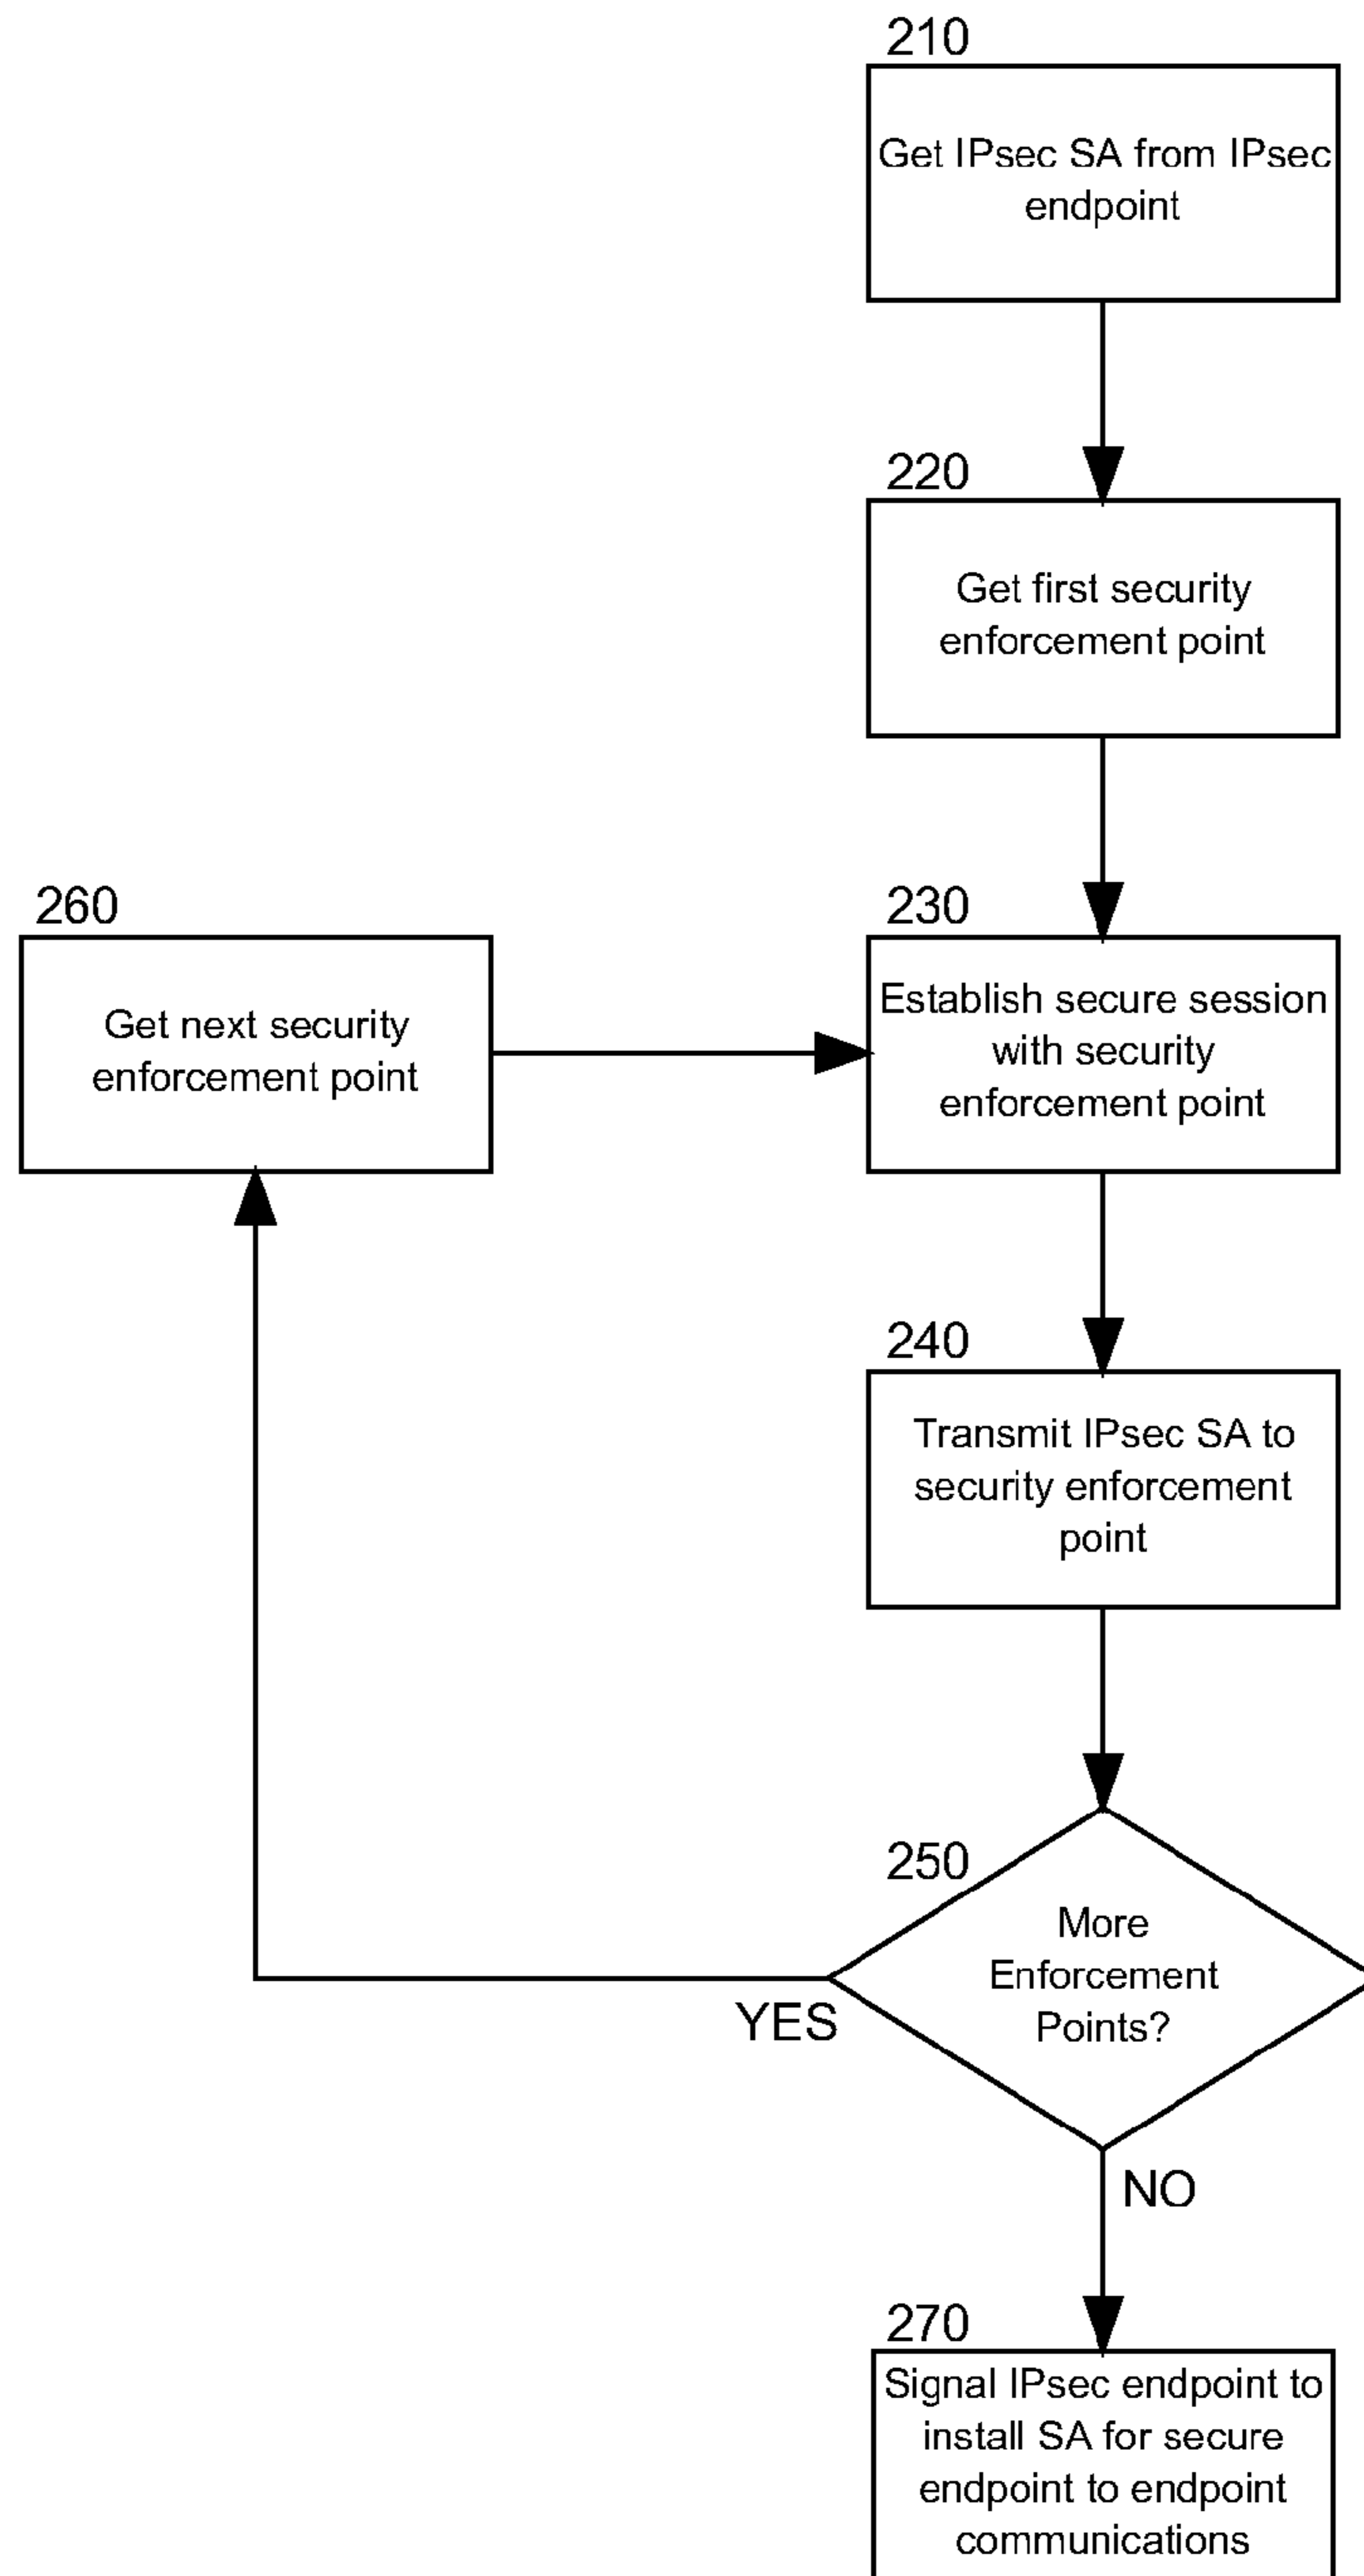 210
Get IPsec SA from IPsec
endpoint
220
Get first security
enforcement point
260
Get next security
enforcement point
230
Establish secure session
with security
enforcement point
240
Transmit IPsec SA to
security enforcement
point
250
More
Enforcement
Points?
YES
NO
270
Signal IPsec endpoint to
install SA for secure
endpoint to endpoint
communications